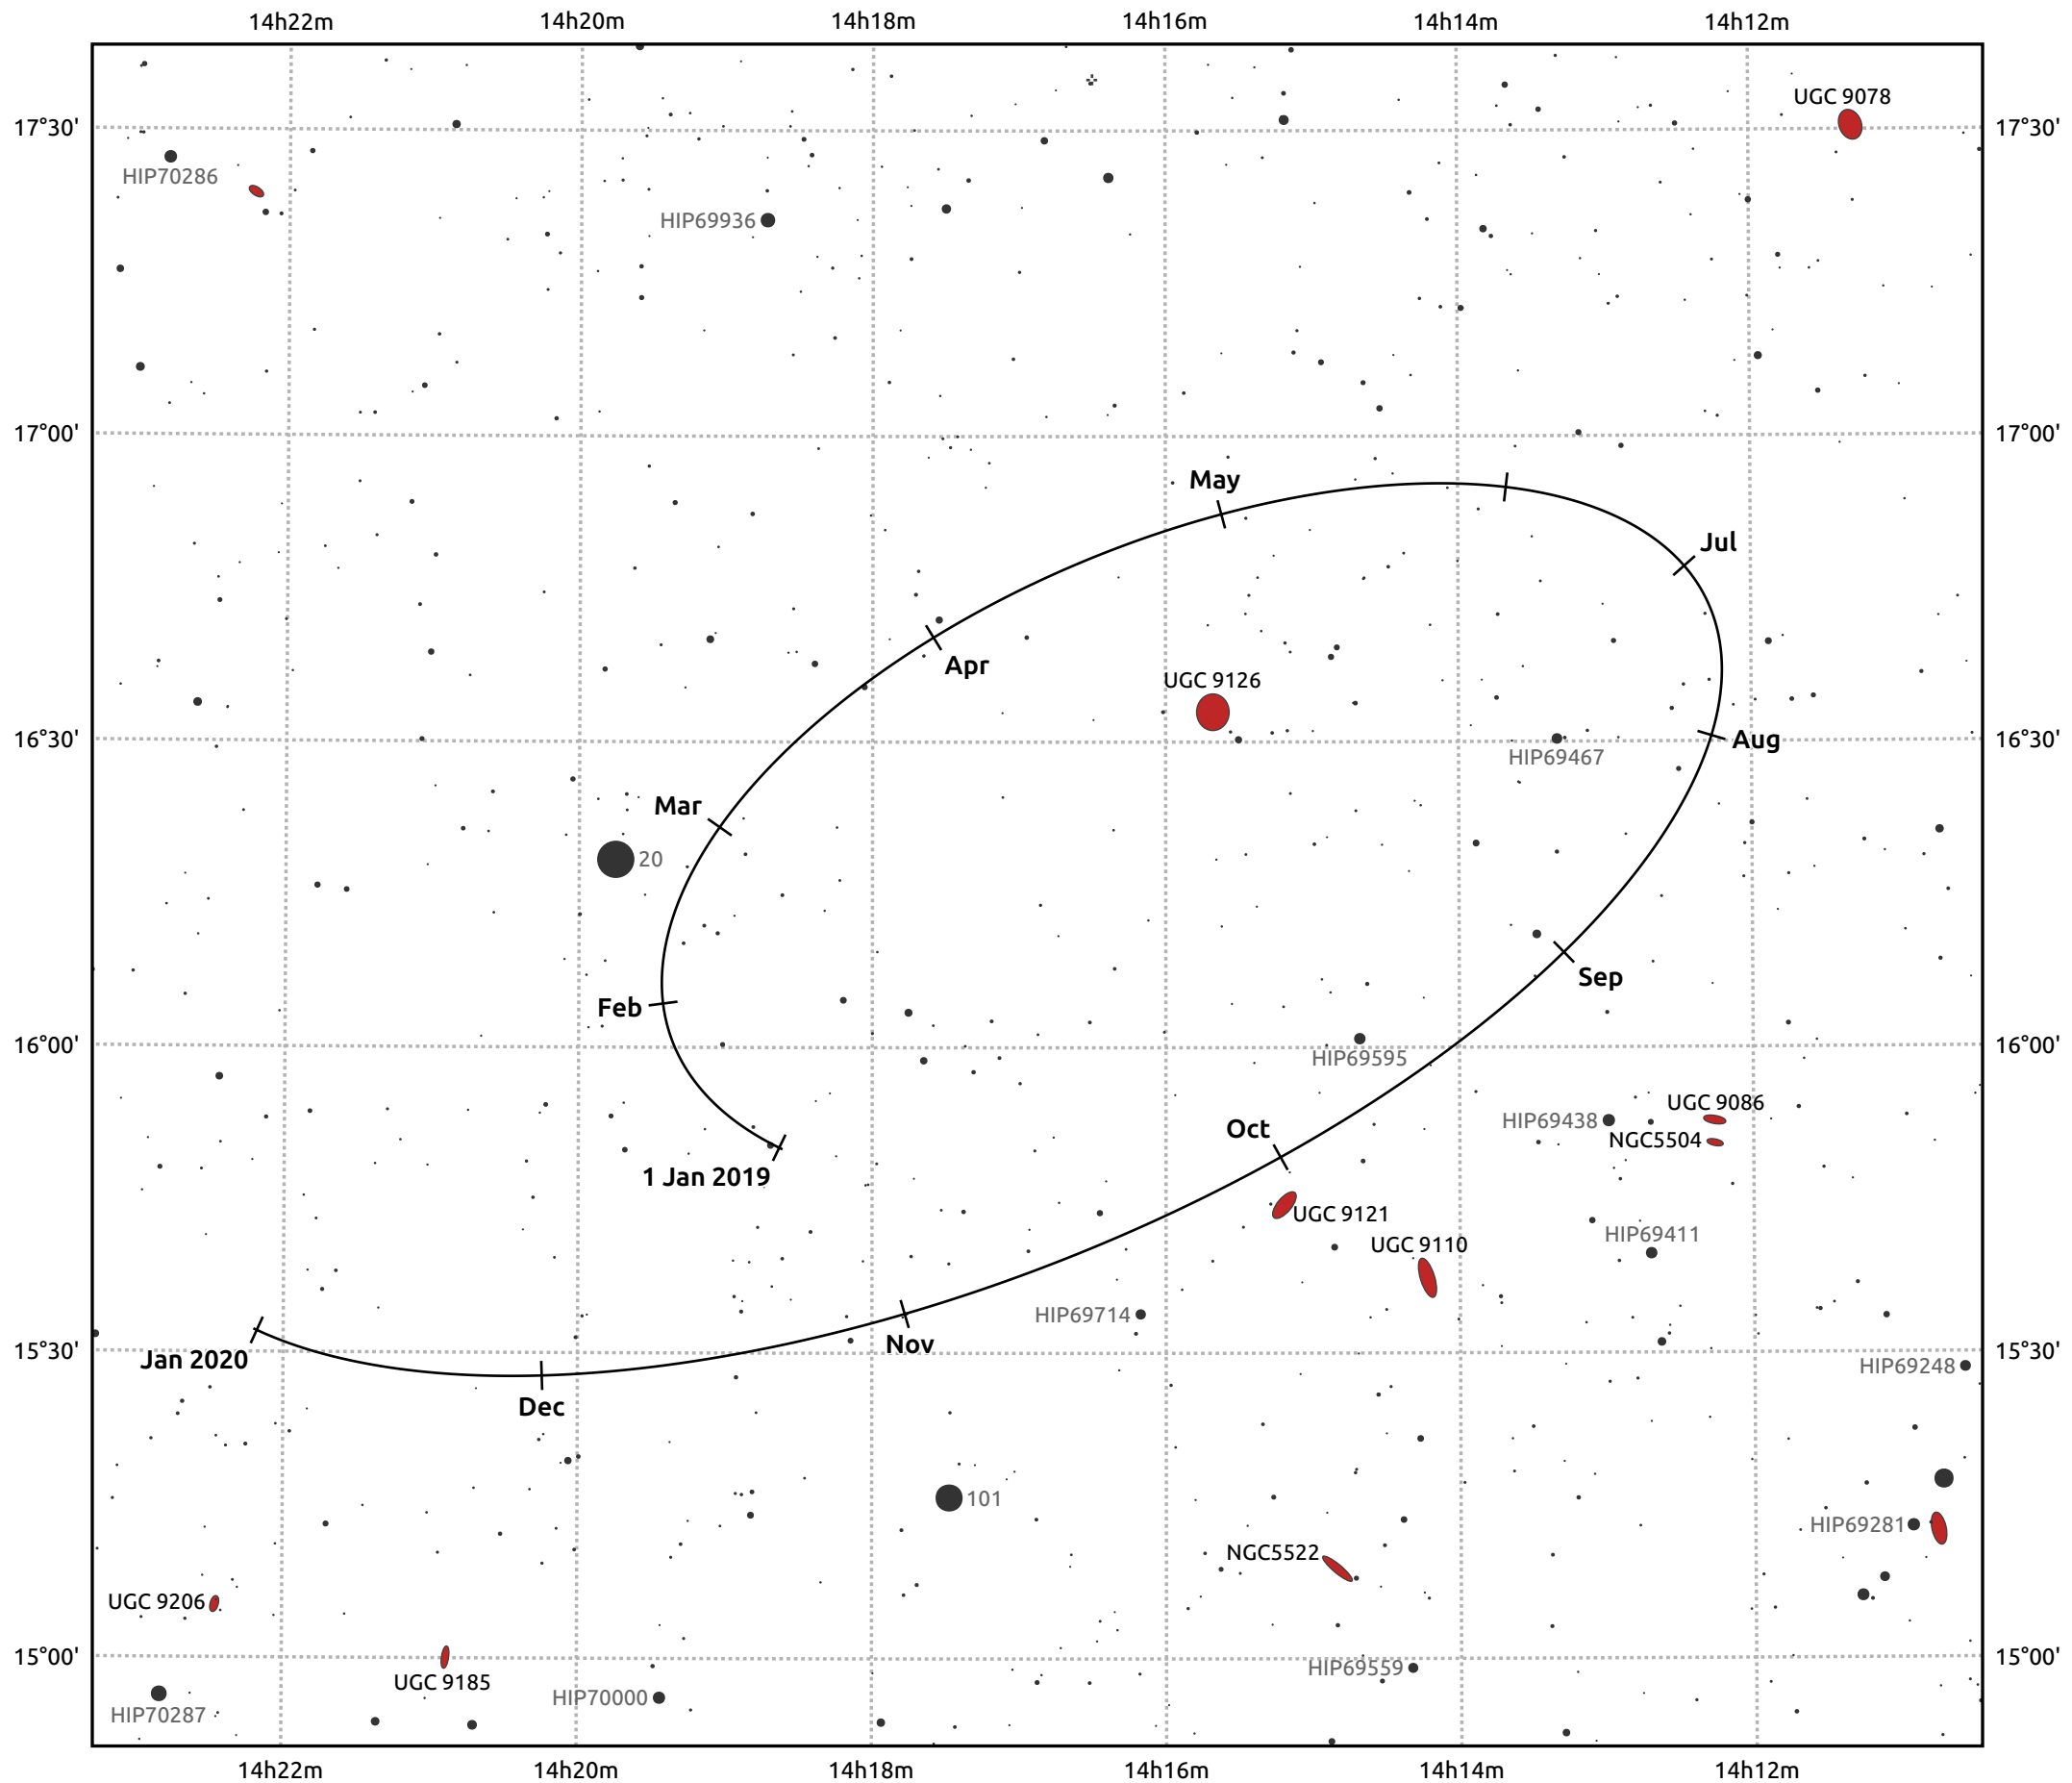 14h22m 14h20m 14h18m 14h16m 14h14m 14h12m
UGC 9078
17°30' 17°30'
HIP70286
HIP69936
17°00' 17°00'
May
Jul
Apr
UGC 9126
16°30' Aug 16°30'
HIP69467
Mar
20
Sep
Feb
16°00' 16°00'
HIP69595
UGC 9086
HIP69438
Oct
NGC5504
1 Jan 2019
UGC 9121
HIP69411
UGC 9110
HIP69714
Nov
15°30' 15°30'
Jan 2020
HIP69248
Dec
101
HIP69281
NGC5522
UGC 9206
15°00' 15°00'
HIP69559
UGC 9185
HIP70000
HIP70287
14h22m 14h20m 14h18m 14h16m 14h14m 14h12m